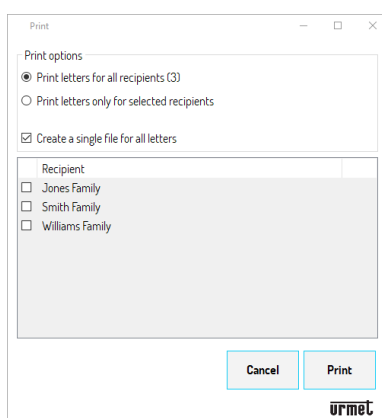 Print
Print options
Print letters for all recipients (3)
Print letters only for selected recipients
Create a single file for all letters
Recipient
Jones Family
Smith Family
Williams Family
Cancel
Print
urmet